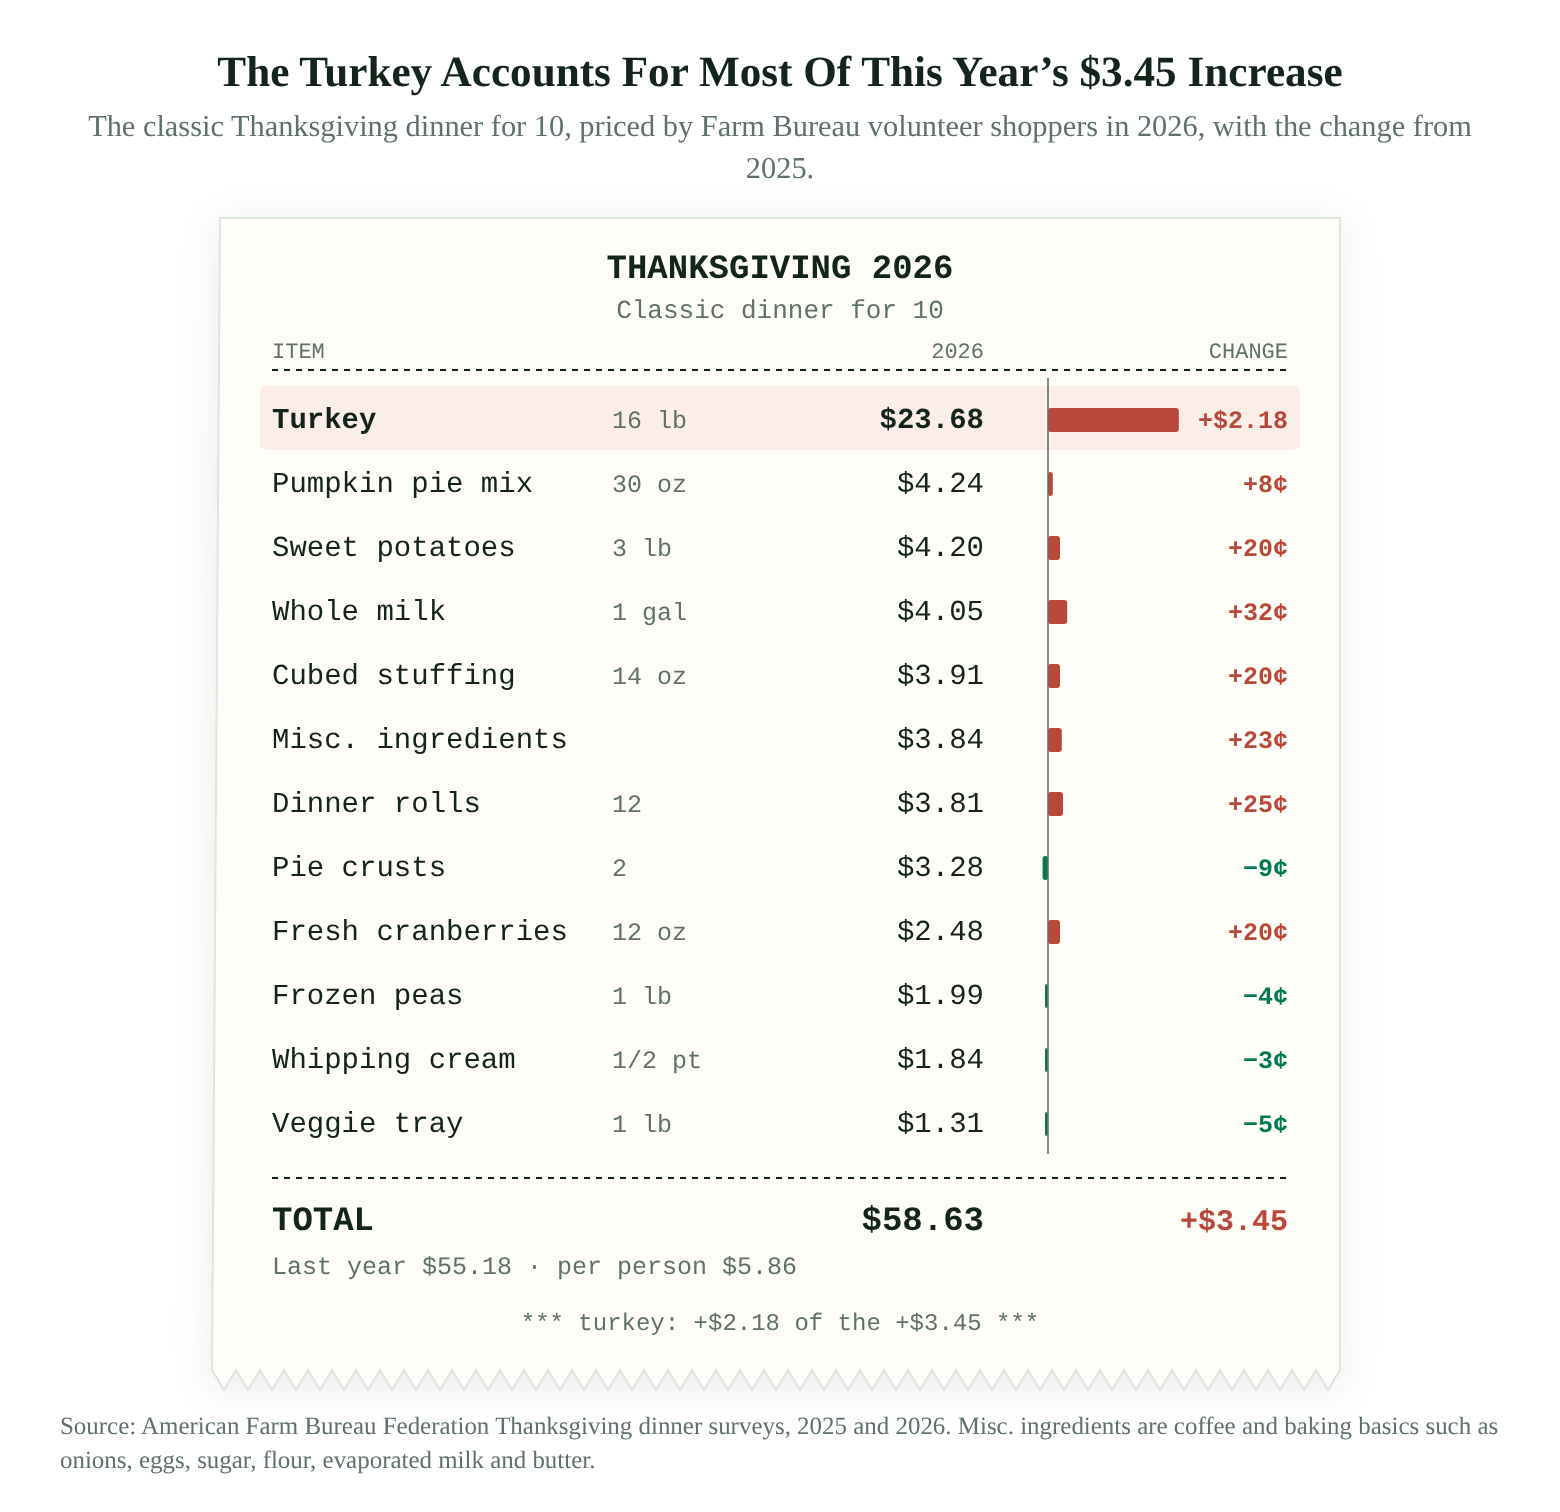 The Turkey Accounts For Most Of This Year’s $3.45 Increase
The classic Thanksgiving dinner for 10, priced by Farm Bureau volunteer shoppers in 2026, with the change from
2025.
THANKSGIVING 2026
Classic dinner for 10
ITEM 2026 CHANGE
Turkey 16 lb $23.68 +$2.18
Pumpkin pie mix 30 oz $4.24 +8¢
Sweet potatoes 3 lb $4.20 +20¢
Whole milk 1 gal $4.05 +32¢
Cubed stuffing 14 oz $3.91 +20¢
Misc. ingredients $3.84 +23¢
Dinner rolls 12 $3.81 +25¢
Pie crusts 2 $3.28 −9¢
Fresh cranberries 12 oz $2.48 +20¢
Frozen peas 1 lb $1.99 −4¢
Whipping cream 1/2 pt $1.84 −3¢
Veggie tray 1 lb $1.31 −5¢
TOTAL $58.63 +$3.45
Last year $55.18 · per person $5.86
*** turkey: +$2.18 of the +$3.45 ***
Source: American Farm Bureau Federation Thanksgiving dinner surveys, 2025 and 2026. Misc. ingredients are coffee and baking basics such as
onions, eggs, sugar, flour, evaporated milk and butter.